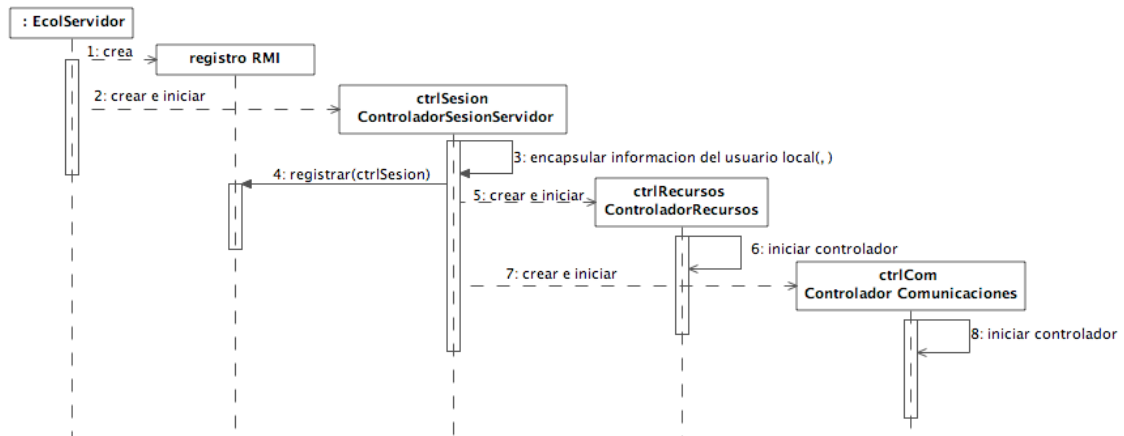 : EcolServidor
1: crea
registro RMI
2: crear e iniciar
ctrlSesion
ControladorSesionServidor
3: encapsular informacion del usuario local(, )
4: registrar(ctrlSesion)
5: crear e iniciar
ctrlRecursos
ControladorRecursos
6: iniciar controlador
7: crear e iniciar
ctrlCom
Controlador Comunicaciones
8: iniciar controlador